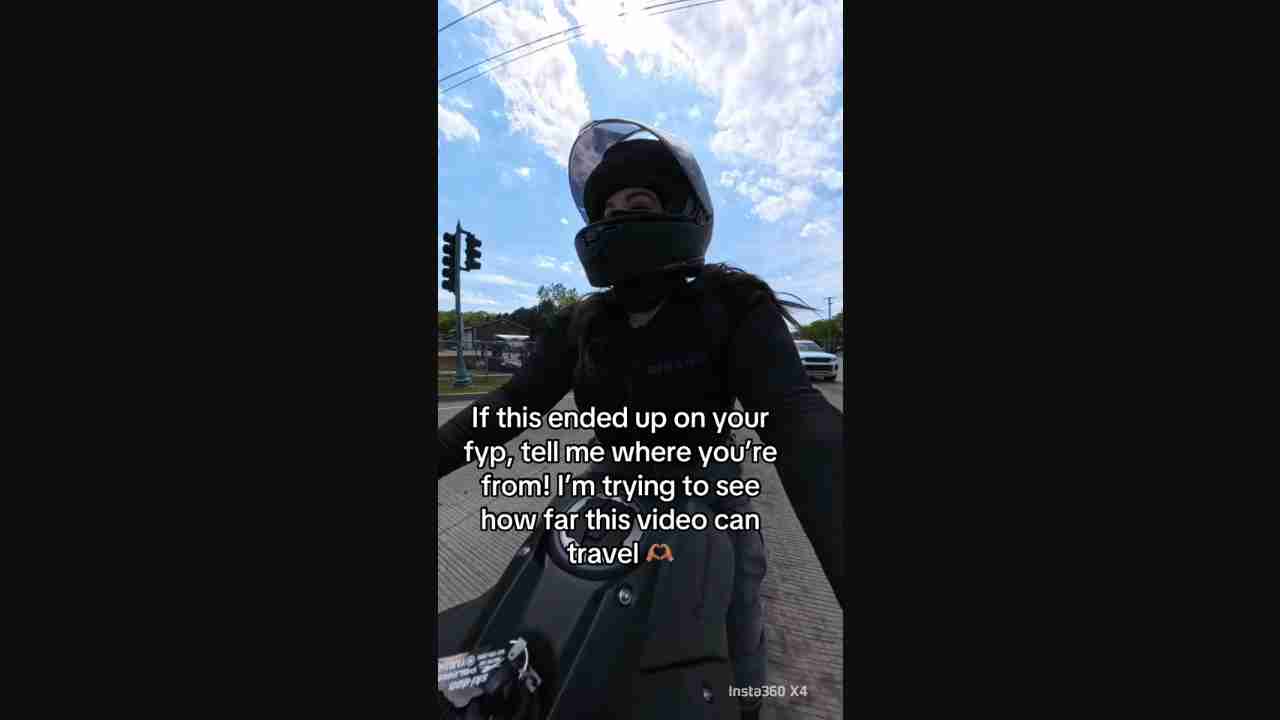 If this ended up on your
fyp, tell me where you're
from! I'm trying to see
how far this video can
travel 🫶🏽
Insta360 X4